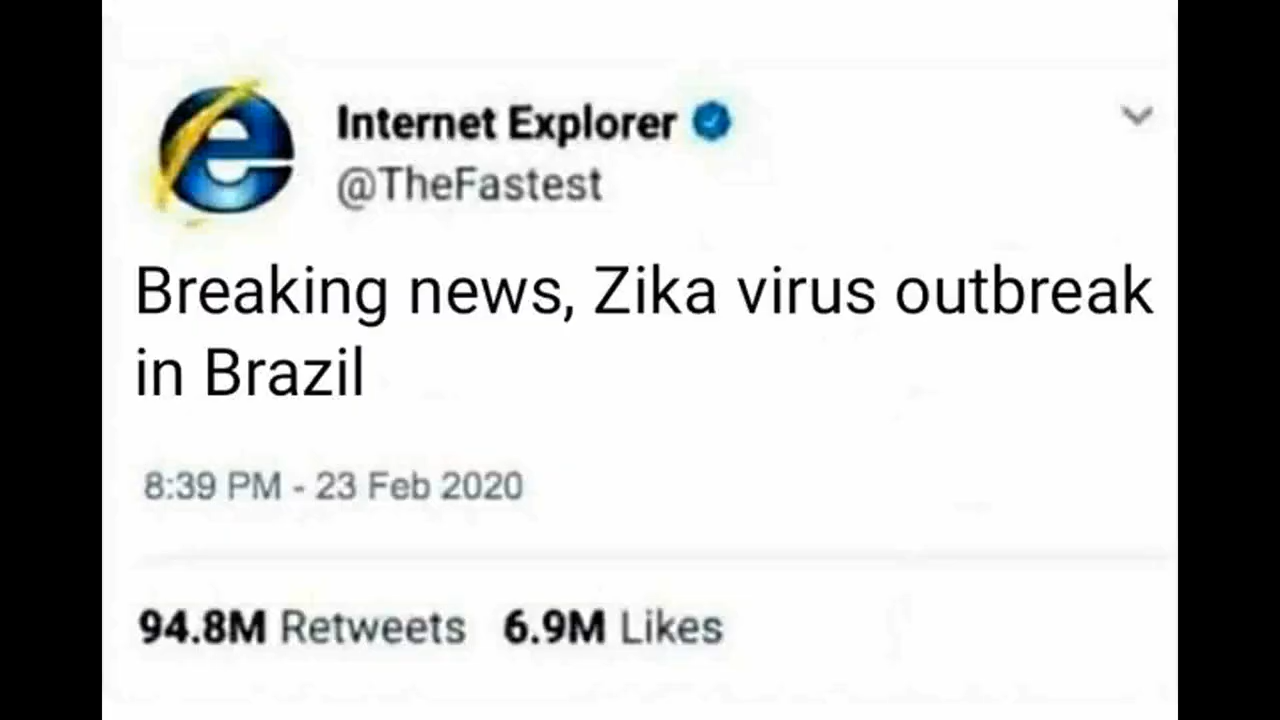 Internet Explorer
@TheFastest
Breaking news, Zika virus outbreak
in Brazil
8:39 PM - 23 Feb 2020
94.8M Retweets 6.9M Likes